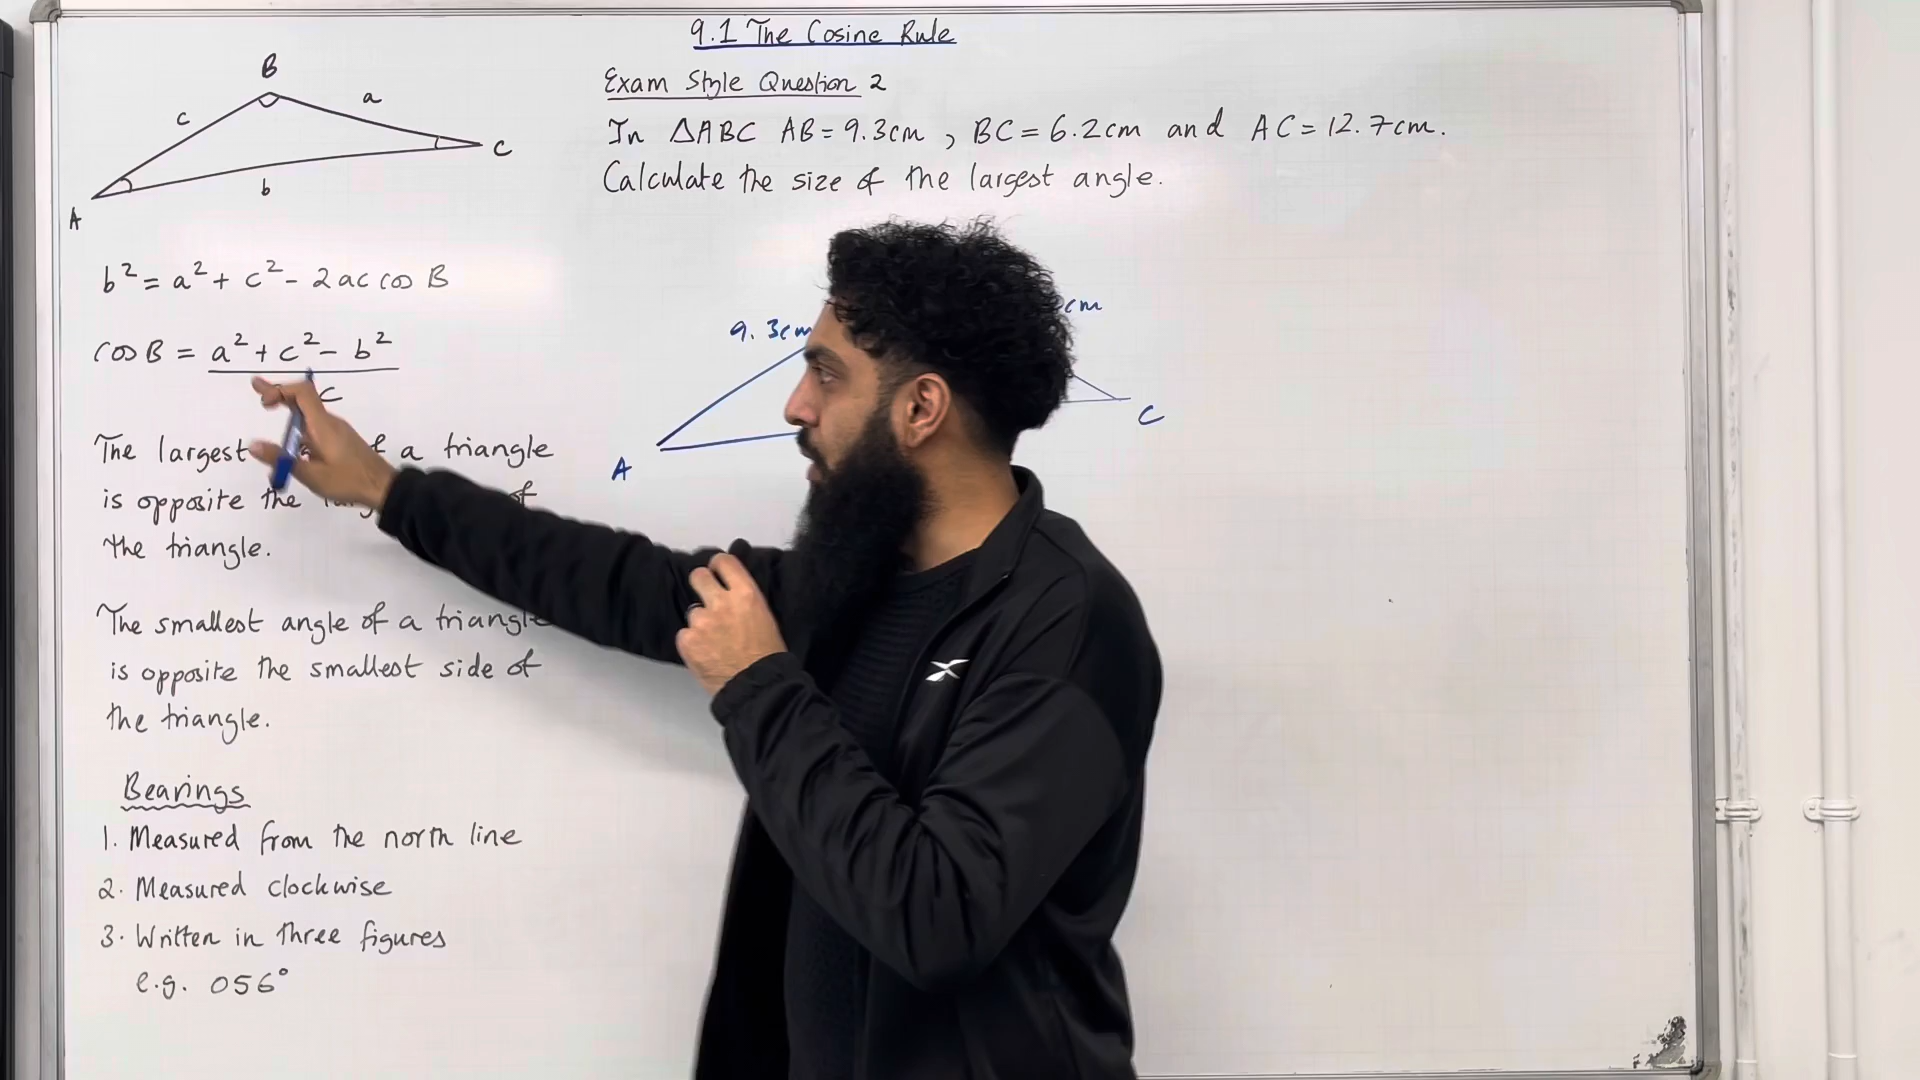 9.1 The Cosine Rule
Exam Style Question 2
In △ABC AB = 9.3cm , BC = 6.2cm and AC = 12.7cm.
Calculate the size of the largest angle.
B
c
a
C
b
A
b² = a² + c² - 2ac cos B
cos B = a² + c² - b²
c
The largest of a triangle
is opposite the of
the triangle.
The smallest angle of a triangle
is opposite the smallest side of
the triangle.
Bearings
1. Measured from the north line
2. Measured clockwise
3. Written in three figures
e.g. 056°
9.3cm
cm
A
C